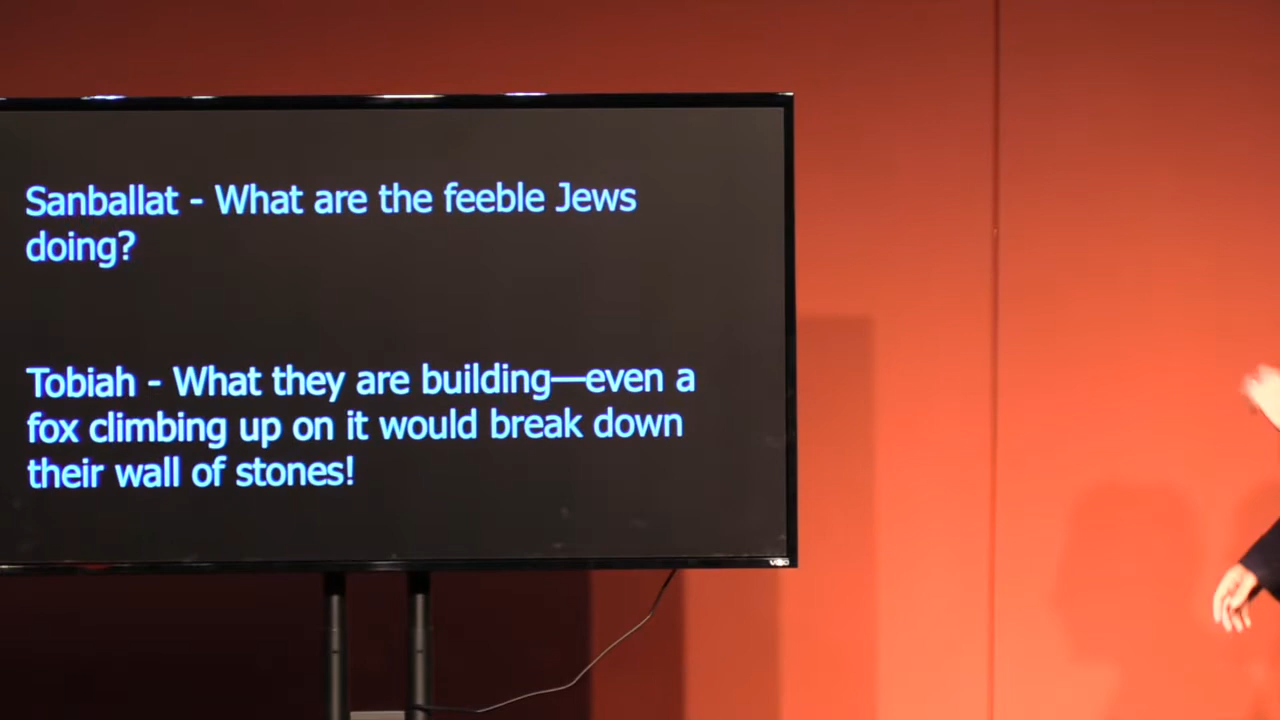 Sanballat - What are the feeble Jews
doing?
Tobiah - What they are building—even a
fox climbing up on it would break down
their wall of stones!
VIZIO